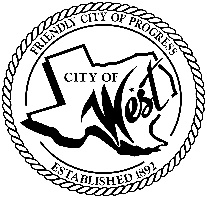 FRIENDLY CITY OF PROGRESS
CITY OF
West
ESTABLISHED 1892